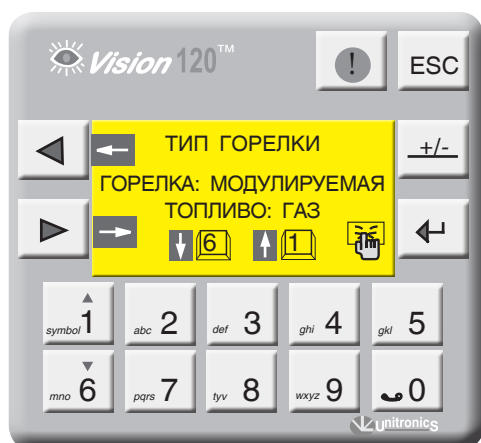 Vision 120™
! ESC
+/-
ТИП ГОРЕЛКИ
ГОРЕЛКА: МОДУЛИРУЕМАЯ
ТОПЛИВО: ГАЗ
6 1
symbol 1 abc 2 def 3 ghi 4 gkl 5
mno 6 pqrs 7 tyv 8 wxyz 9 0
Unitronics